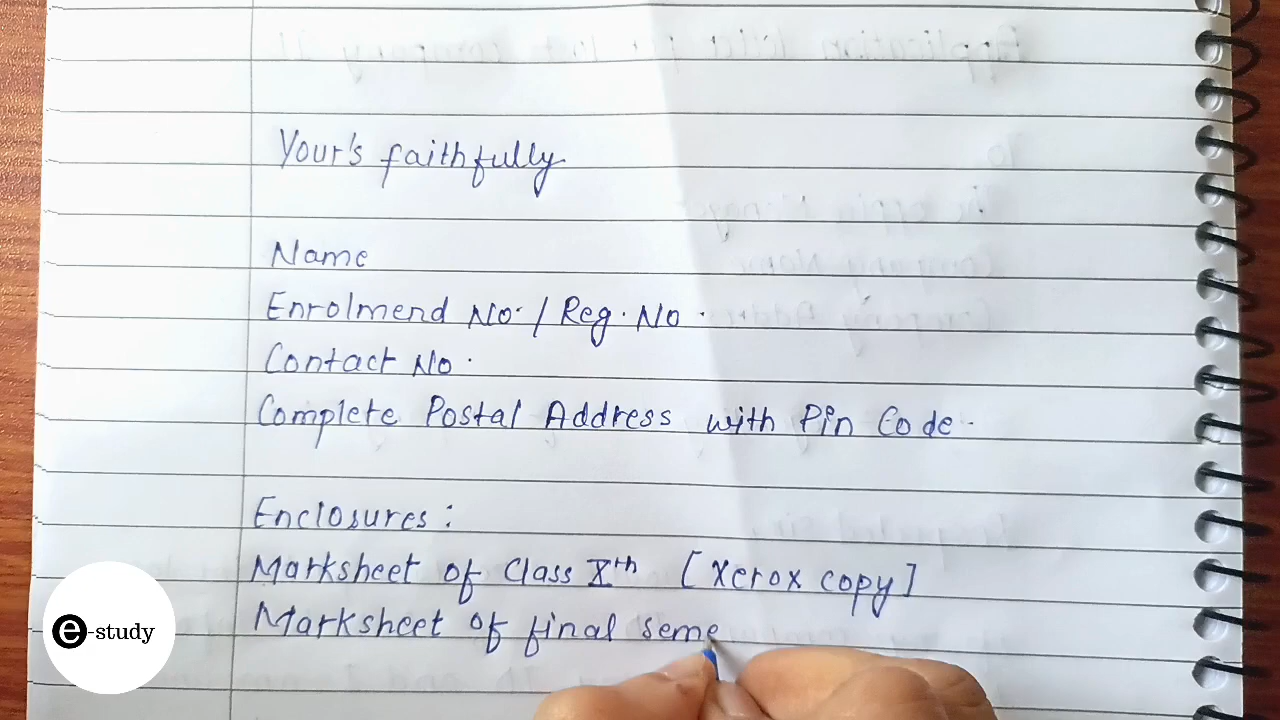 Your's faithfully
Name
Enrolmend No. / Reg. No.
Contact No.
Complete Postal Address with Pin Code.
Enclosures:
Marksheet of Class Xth [Xerox copy]
Marksheet of final seme
e-study